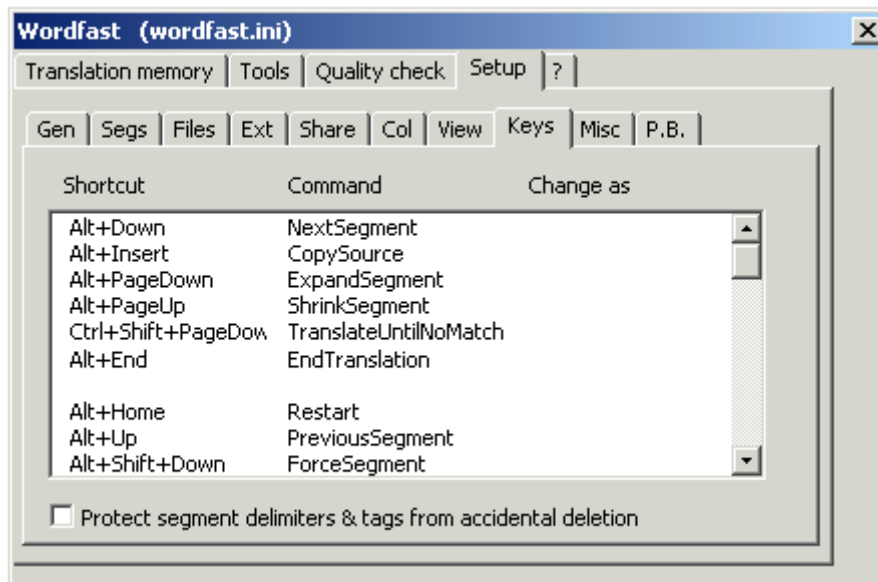 Wordfast (wordfast.ini)
Translation memory Tools Quality check Setup ?
Gen Segs Files Ext Share Col View Keys Misc P.B.
Shortcut Command Change as
Alt+Down NextSegment
Alt+Insert CopySource
Alt+PageDown ExpandSegment
Alt+PageUp ShrinkSegment
Ctrl+Shift+PageDow TranslateUntilNoMatch
Alt+End EndTranslation
Alt+Home Restart
Alt+Up PreviousSegment
Alt+Shift+Down ForceSegment
Protect segment delimiters & tags from accidental deletion